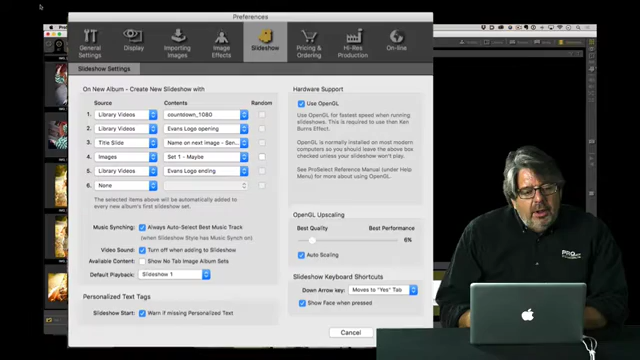 Preferences
General
Settings
Display
Importing
Images
Image
Effects
Slideshow
Pricing &
Ordering
Hi-Res
Production
On-line
Slideshow Settings
On New Album - Create New Slideshow with
Source Contents Random
1. Library Videos countdown_1080
2. Library Videos Evans Logo opening
3. Title Slide Name on next image - Sen...
4. Images Set 1 - Maybe
5. Library Videos Evans Logo ending
6. None
The selected items above will be automatically added to
every new album's first slideshow set.
Music Synching: Always Auto-Select Best Music Track
(when Slideshow Style has Music Synch on)
Video Sound: Turn off when adding to Slideshow
Available Content: Show No Tab Image Album Sets
Default Playback: Slideshow 1
Personalized Text Tags
Slideshow Start: Warn if missing Personalized Text
Hardware Support
Use OpenGL
Use OpenGL for fastest speed when running
slideshows. This is required to use then Ken
Burns Effect.
OpenGL is normally installed on most modern
computers so you should leave the above box
checked unless your slideshow won't play.
See ProSelect Reference Manual (under Help
Menu) for more about using OpenGL.
OpenGL Upscaling
Best Quality Best Performance
6%
Auto Scaling
Slideshow Keyboard Shortcuts
Down Arrow key: Moves to "Yes" Tab
Show Face when pressed
Cancel